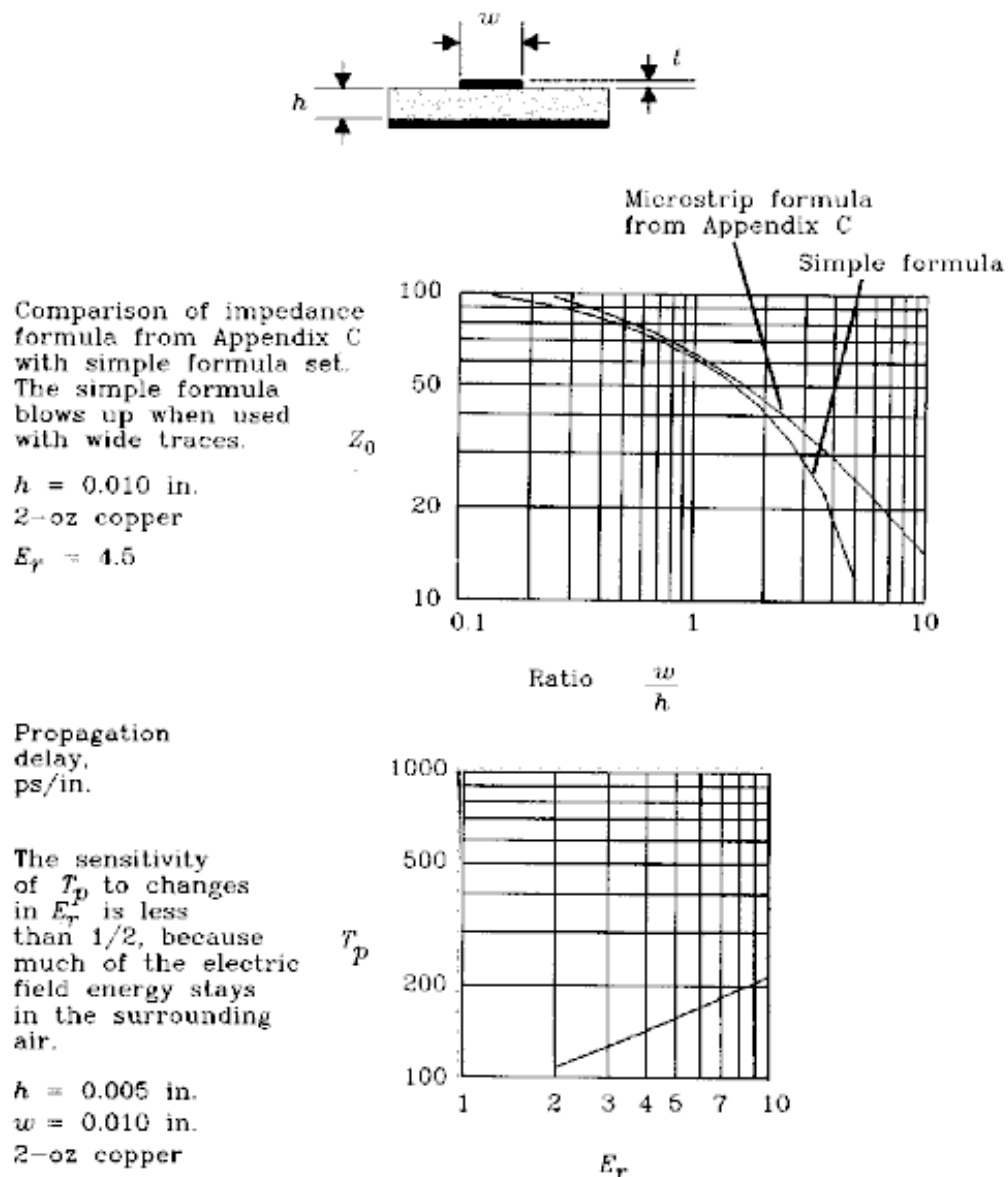 w
t
h
Microstrip formula
from Appendix C
Simple formula
Comparison of impedance
formula from Appendix C
with simple formula set.
The simple formula
blows up when used
with wide traces.
h = 0.010 in.
2-oz copper
E_r = 4.5
Z_0
100
50
20
10
0.1
1
10
Ratio w/h
Propagation
delay,
ps/in.
The sensitivity
of T_p to changes
in E_r is less
than 1/2, because
much of the electric
field energy stays
in the surrounding
air.
h = 0.005 in.
w = 0.010 in.
2-oz copper
T_p
1000
500
200
100
1 2 3 4 5 7 10
E_r